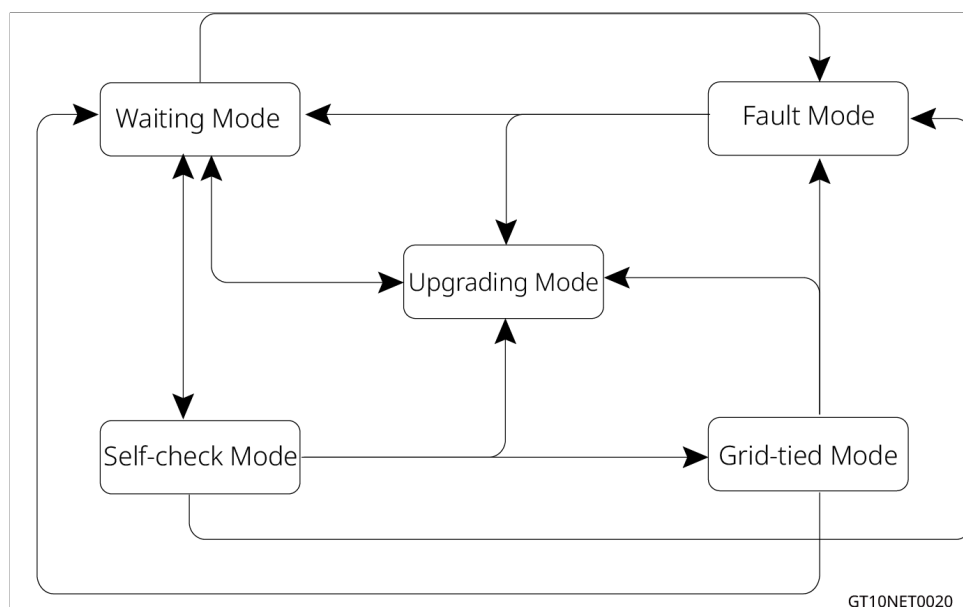 Waiting Mode
Fault Mode
Upgrading Mode
Self-check Mode
Grid-tied Mode
GT10NET0020